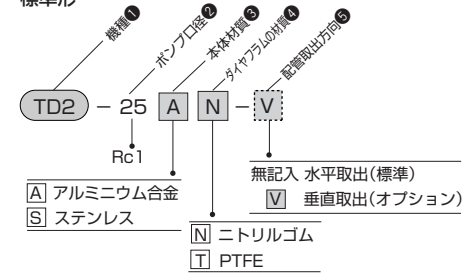 標準形
機種❶
ポンプ口径❷
本体材質❸
ダイヤフラムの材質❹
配管取出方向❺
TD2 − 25 A N − V
Rc1
無記入 水平取出(標準)
V 垂直取出(オプション)
A アルミニウム合金
S ステンレス
N ニトリルゴム
T PTFE